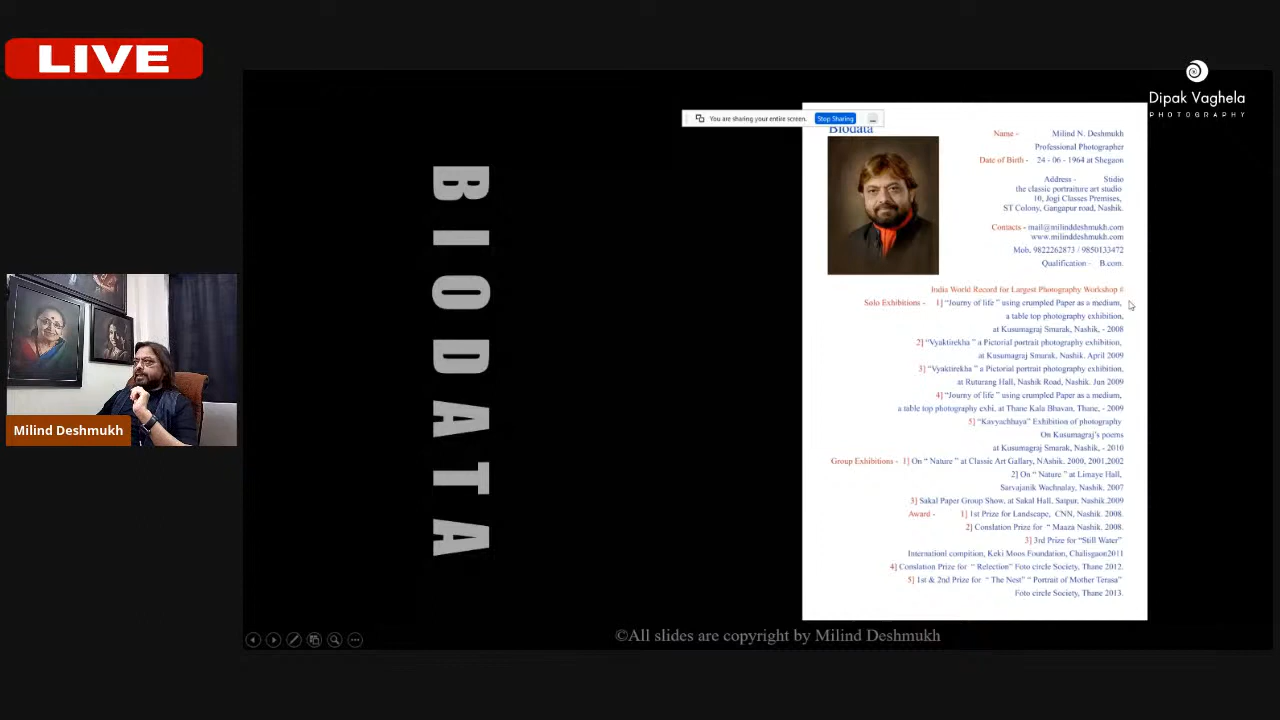 LIVE
Dipak Vaghela
PHOTOGRAPHY
You are sharing your entire screen. Stop Sharing
Biodata
BIODATA
Name - Milind N. Deshmukh
Professional Photographer
Date of Birth - 24 - 06 - 1964 at Shegaon
Address - Stidio
the classic portraiture art studio
10, Jogi Classes Premises,
ST Colony, Gangapur road, Nashik.
Contacts - mail@milinddeshmukh.com
www.milinddeshmukh.com
Mob. 9822262873 / 9850133472
Qualification - B.com.
India World Record for Largest Photography Workshop #
Solo Exhibitions - 1] "Journy of life " using crumpled Paper as a medium,
a table top photography exhibition,
at Kusumagraj Smarak, Nashik, - 2008
2] "Vyaktirekha " a Pictorial portrait photography exhibition,
at Kusumagraj Smarak, Nashik. April 2009
3] "Vyaktirekha " a Pictorial portrait photography exhibition,
at Ruturang Hall, Nashik Road, Nashik. Jun 2009
4] "Journy of life " using crumpled Paper as a medium,
a table top photography exhi. at Thane Kala Bhavan, Thane, - 2009
5] "Kavyachhaya" Exhibition of photography
On Kusumagraj's poems
at Kusumagraj Smarak, Nashik, - 2010
Group Exhibitions - 1] On " Nature " at Classic Art Gallary, NAshik. 2000, 2001,2002
2] On " Nature " at Limaye Hall,
Sarvajanik Wachnalay, Nashik. 2007
3] Sakal Paper Group Show, at Sakal Hall, Satpur, Nashik.2009
Award - 1] 1st Prize for Landscape, CNN, Nashik. 2008.
2] Conslation Prize for " Maaza Nashik. 2008.
3] 3rd Prize for "Still Water"
Internationl compition, Keki Moos Foundation, Chalisgaon2011
4] Conslation Prize for " Relection" Foto circle Society, Thane 2012.
5] 1st & 2nd Prize for " The Nest" " Portrait of Mother Terasa"
Foto circle Society, Thane 2013.
Milind Deshmukh
©All slides are copyright by Milind Deshmukh